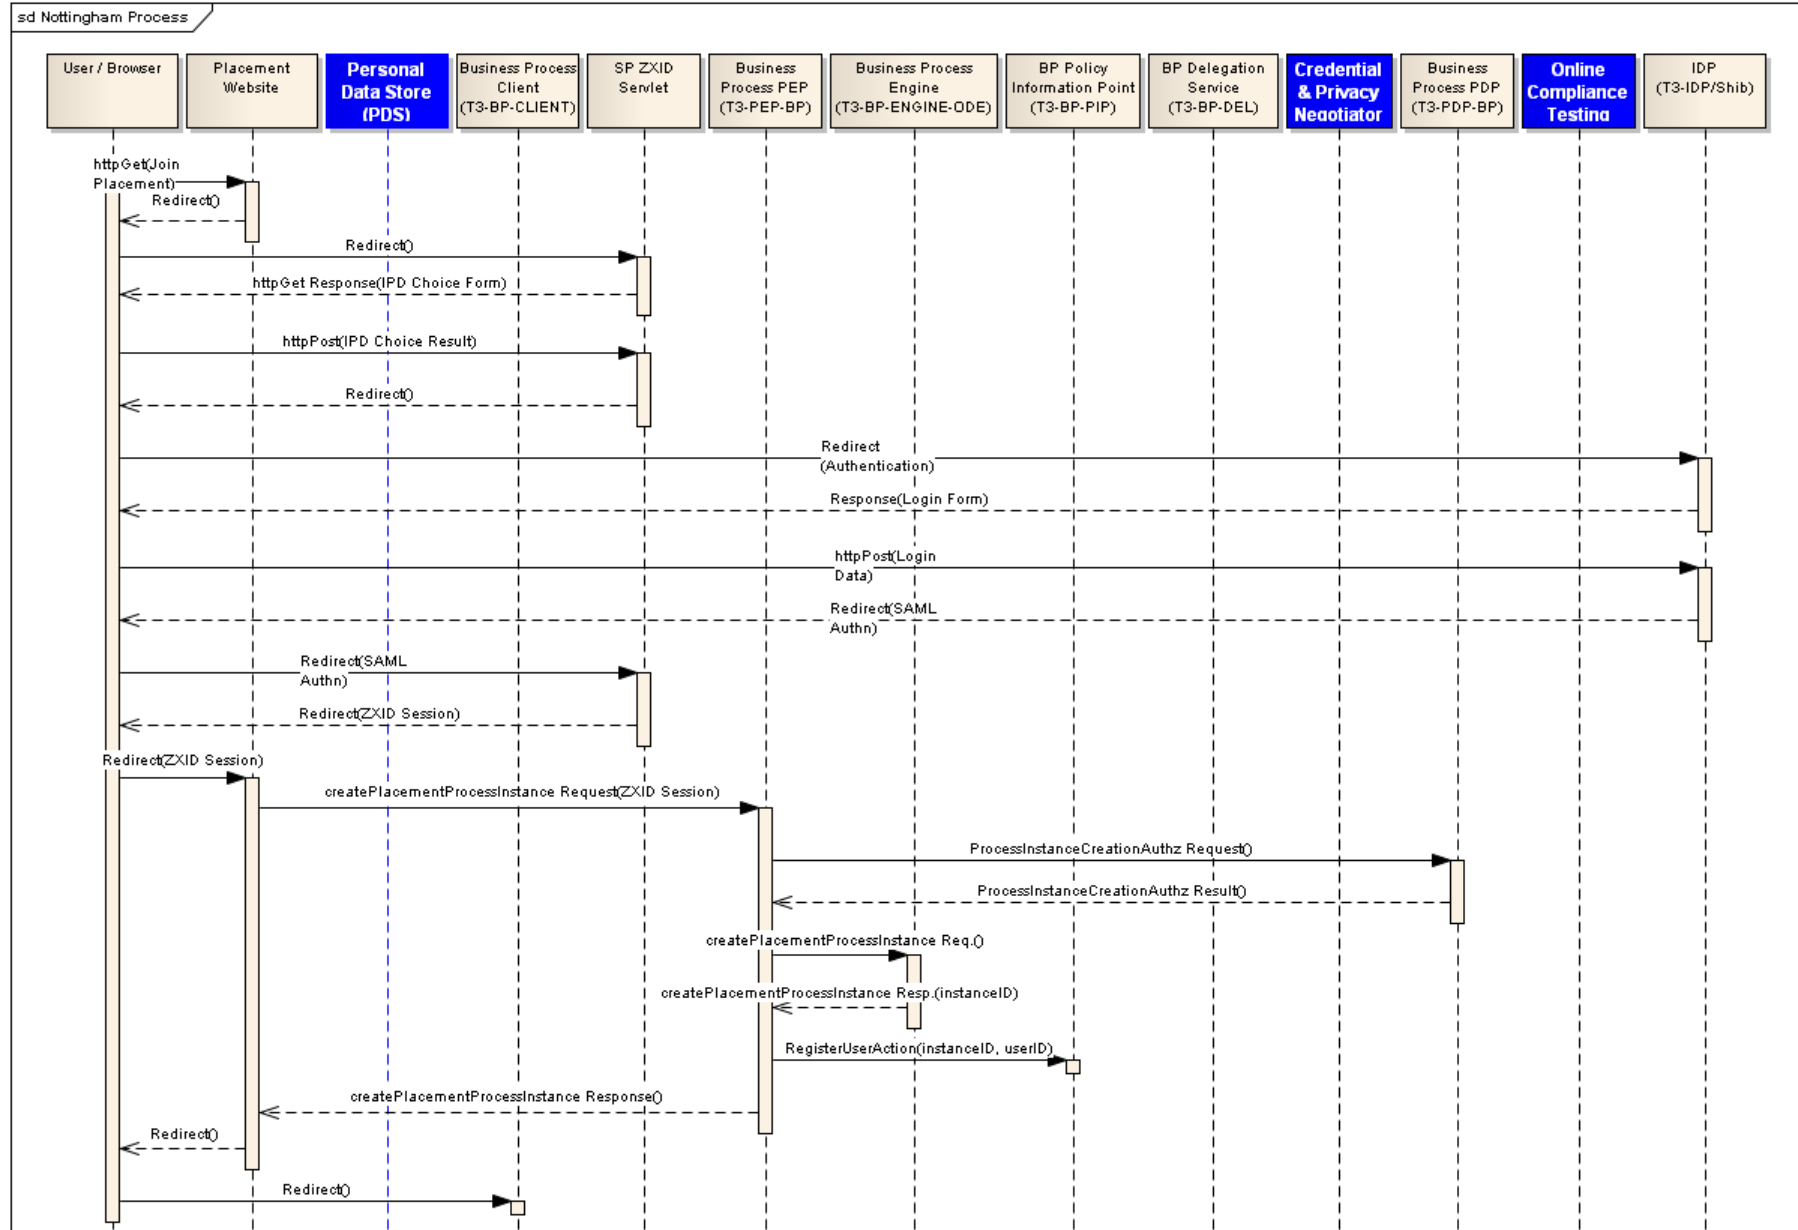 sd Nottingham Process
User / Browser
Placement
Website
Personal
Data Store
(PDS)
Business Process
Client
(T3-BP-CLIENT)
SP ZXID
Servlet
Business
Process PEP
(T3-PEP-BP)
Business Process
Engine
(T3-BP-ENGINE-ODE)
BP Policy
Information Point
(T3-BP-PIP)
BP Delegation
Service
(T3-BP-DEL)
Credential
& Privacy
Negotiator
Business
Process PDP
(T3-PDP-BP)
Online
Compliance
Testing
IDP
(T3-IDP/Shib)
httpGet(Join
Placement)
Redirect()
Redirect()
httpGet Response(IPD Choice Form)
httpPost(IPD Choice Result)
Redirect()
Redirect
(Authentication)
Response(Login Form)
httpPost(Login
Data)
Redirect(SAML
Authn)
Redirect(SAML
Authn)
Redirect(ZXID Session)
Redirect(ZXID Session)
createPlacementProcessInstance Request(ZXID Session)
ProcessInstanceCreationAuthz Request()
ProcessInstanceCreationAuthz Result()
createPlacementProcessInstance Req.()
createPlacementProcessInstance Resp.(instanceID)
RegisterUserAction(instanceID, userID)
createPlacementProcessInstance Response()
Redirect()
Redirect()